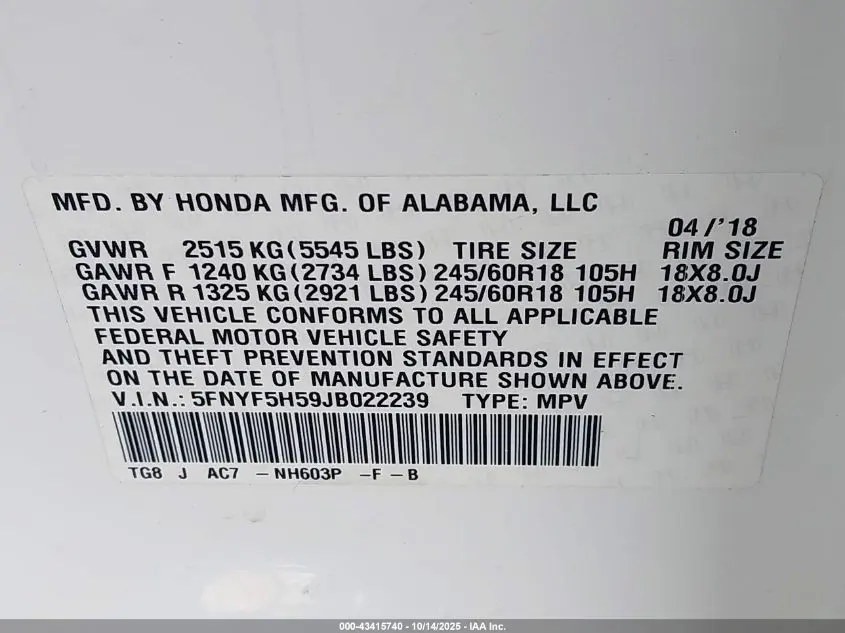 MFD. BY HONDA MFG. OF ALABAMA, LLC
04/'18
GVWR 2515 KG(5545 LBS) TIRE SIZE RIM SIZE
GAWR F 1240 KG(2734 LBS) 245/60R18 105H 18X8.0J
GAWR R 1325 KG(2921 LBS) 245/60R18 105H 18X8.0J
THIS VEHICLE CONFORMS TO ALL APPLICABLE
FEDERAL MOTOR VEHICLE SAFETY
AND THEFT PREVENTION STANDARDS IN EFFECT
ON THE DATE OF MANUFACTURE SHOWN ABOVE.
V.I.N.: 5FNYF5H59JB022239 TYPE: MPV
TG8 J AC7 -NH603P -F-B
000-43415740 - 10/14/2025 - IAA Inc.